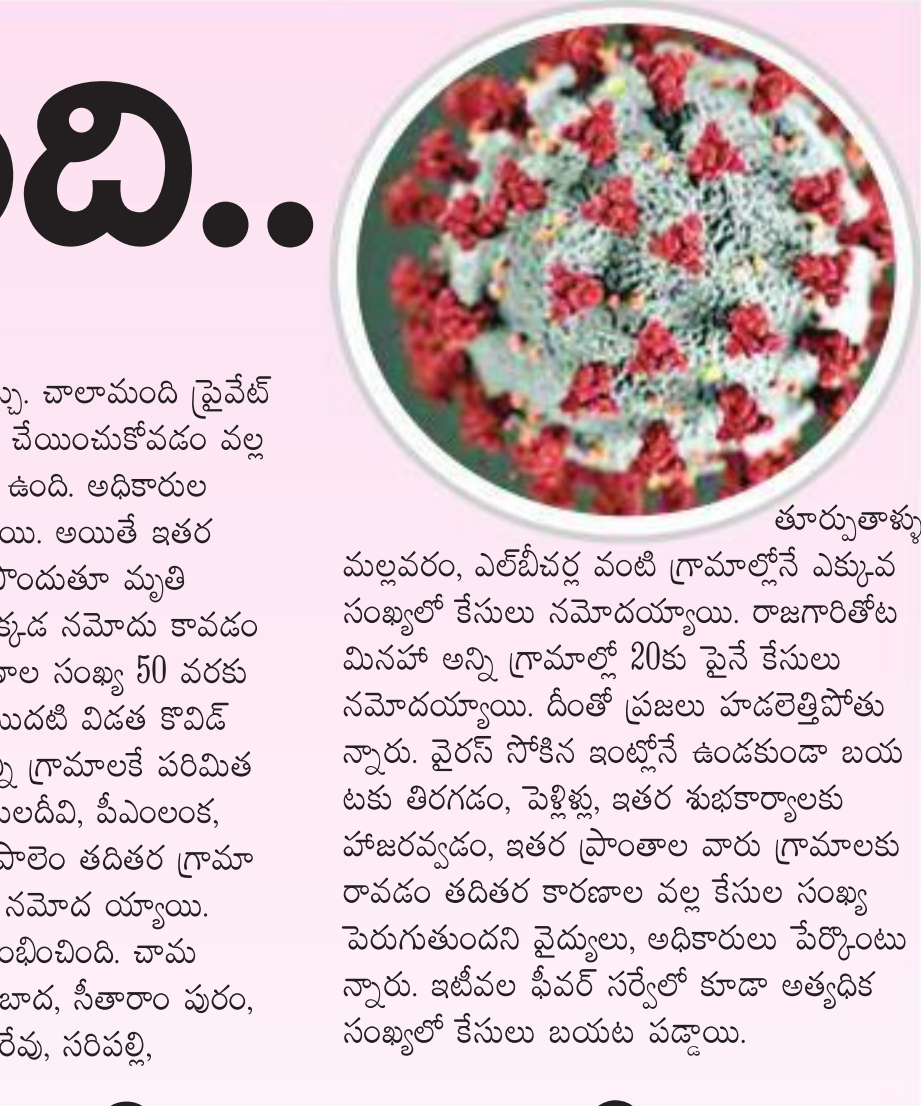 ది..
చాలామంది ప్రైవేట్
చేయించుకోవడం వల్ల
ఉంది. అధికారుల
అయితే ఇతర
మృతి
నమోదు కావడం
సంఖ్య 50 వరకు
విడత కొవిడ్
గ్రామాలకే పరిమిత
పీఎంలంక,
తదితర గ్రామా
నమోద య్యాయి.
చామ
సీతారాం పురం,
సరిపల్లి,
తూర్పుతాళ్ళు
మల్లవరం, ఎల్‌బీచర్ల వంటి గ్రామాల్లోనే ఎక్కువ
సంఖ్యలో కేసులు నమోదయ్యాయి. రాజగారితోట
మినహా అన్ని గ్రామాల్లో 20కు పైనే కేసులు
నమోదయ్యాయి. దీంతో ప్రజలు హడలెత్తిపోతు
న్నారు. వైరస్ సోకిన ఇంట్లోనే ఉండకుండా బయ
టకు తిరగడం, పెళ్లిళ్లు, ఇతర శుభకార్యాలకు
హాజరవ్వడం, ఇతర ప్రాంతాల వారు గ్రామాలకు
రావడం తదితర కారణాల వల్ల కేసుల సంఖ్య
పెరుగుతుందని వైద్యులు, అధికారులు పేర్కొంటు
న్నారు. ఇటీవల ఫీవర్ సర్వేలో కూడా అత్యధిక
సంఖ్యలో కేసులు బయట పడ్డాయి.